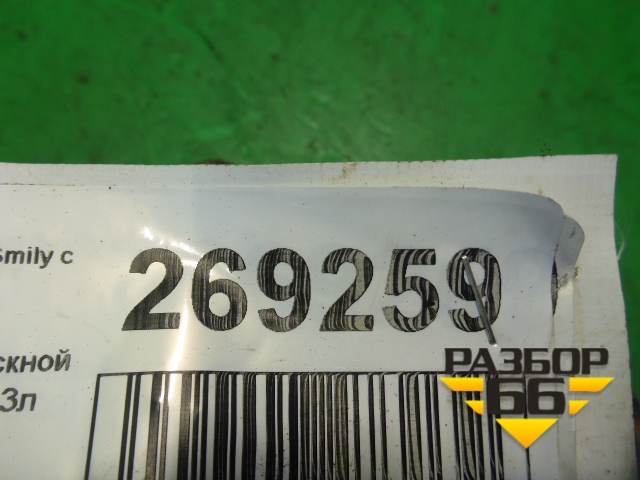 Smily с
269259
скной
3л
РАЗБОР
66